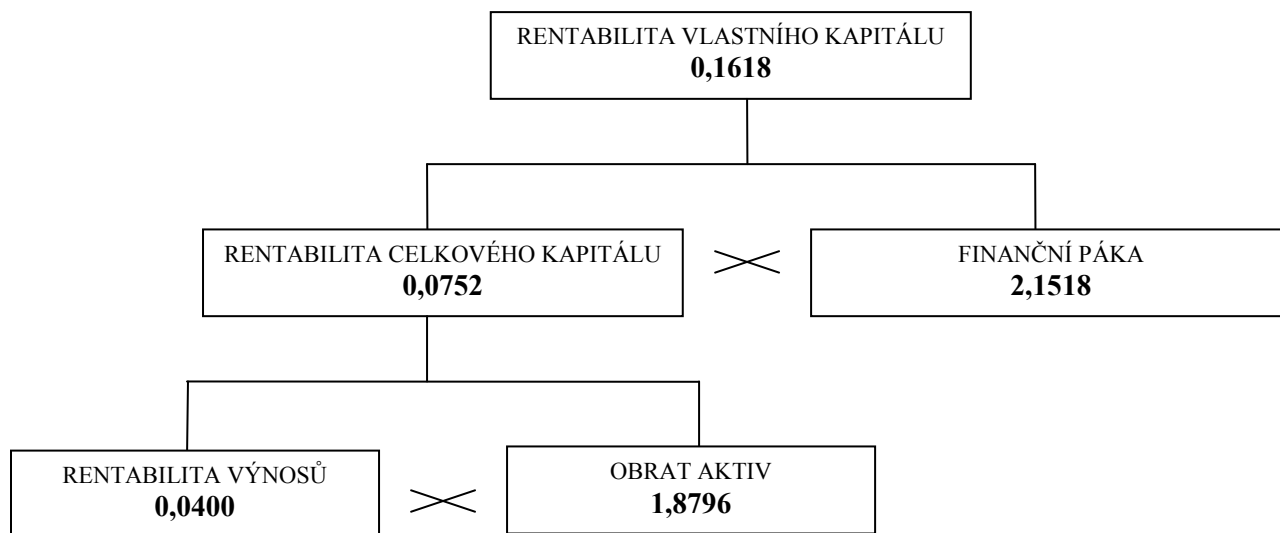 RENTABILITA VLASTNÍHO KAPITÁLU
0,1618
RENTABILITA CELKOVÉHO KAPITÁLU
0,0752
FINANČNÍ PÁKA
2,1518
RENTABILITA VÝNOSŮ
0,0400
OBRAT AKTIV
1,8796